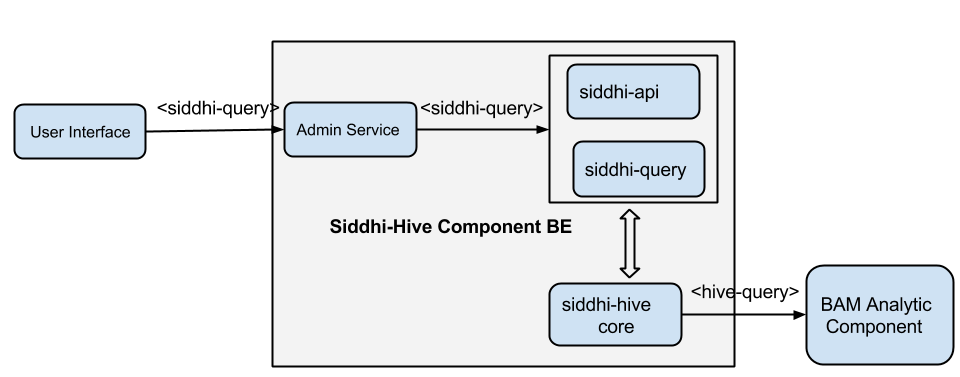 <siddhi-query>
<siddhi-query>
siddhi-api
User Interface
Admin Service
siddhi-query
Siddhi-Hive Component BE
<hive-query>
siddhi-hive
core
BAM Analytic
Component